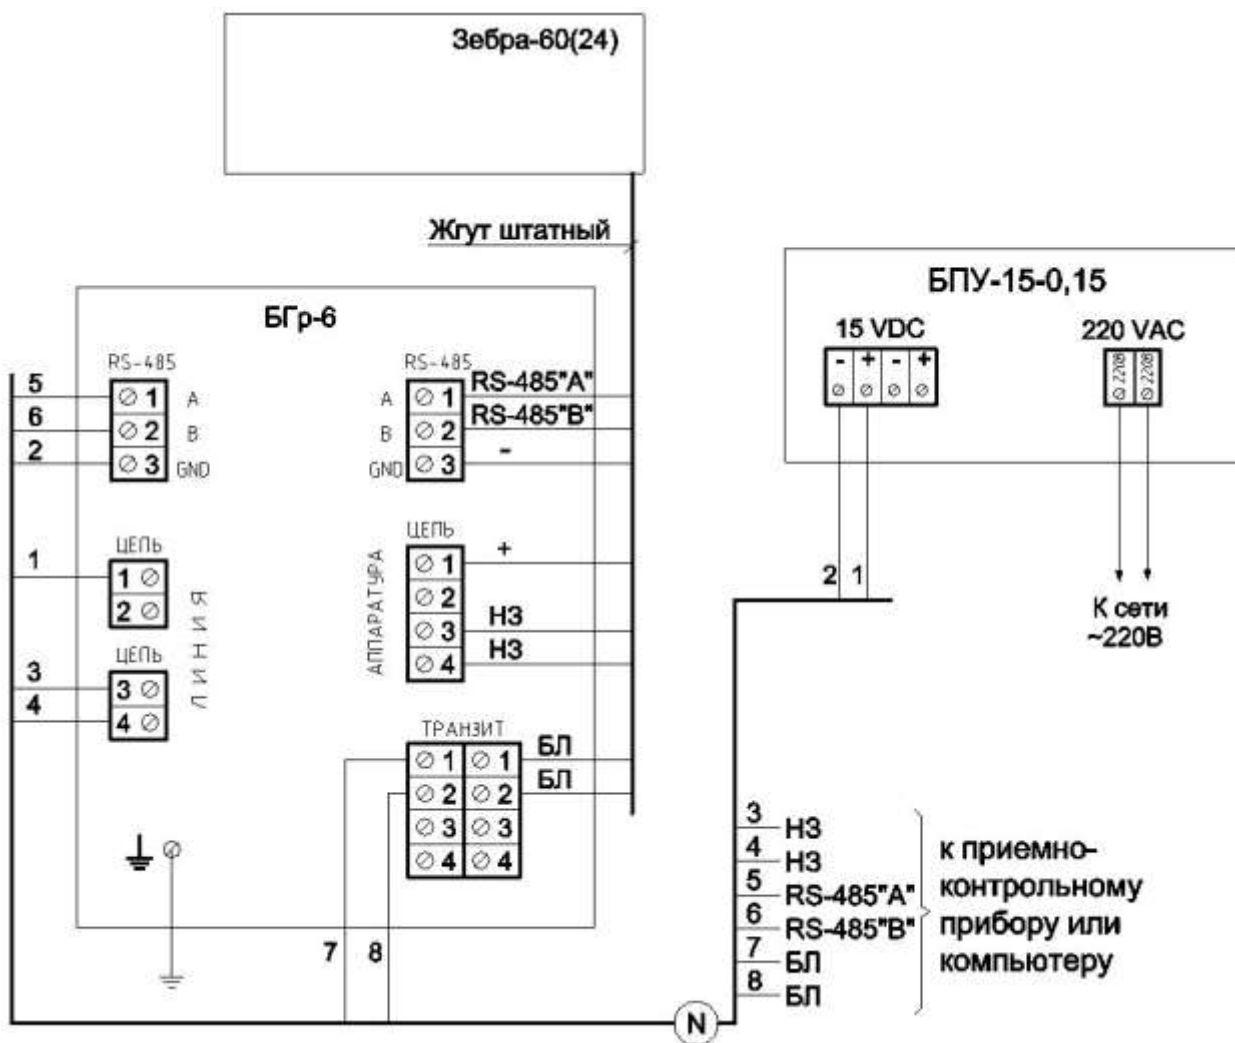 Зебра-60(24)
Жгут штатный
БГр-6
RS-485
5
1
A
6
2
B
2
3
GND
RS-485
A
1
RS-485"A"
B
2
RS-485"B"
GND
3
-
ЦЕПЬ
1
1
2
ЦЕПЬ
3
3
4
4
ЛИНИЯ
ЦЕПЬ
АППАРАТУРА
1
+
2
3
НЗ
4
НЗ
ТРАНЗИТ
1
1
БЛ
2
2
БЛ
3
3
4
4
7
8
N
БПУ-15-0,15
15 VDC
- + - +
220 VAC
220В
220В
2
1
К сети
~220В
3
НЗ
4
НЗ
5
RS-485"A"
6
RS-485"B"
7
БЛ
8
БЛ
к приемно-
контрольному
прибору или
компьютеру